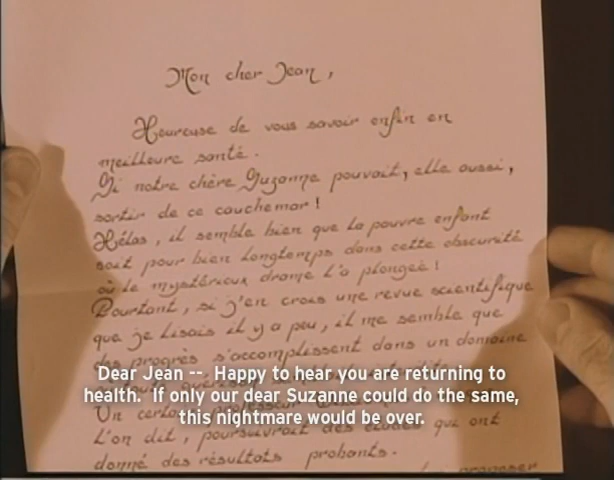 Mon cher Jean,
Heureuse de vous savoir enfin en
meilleure santé.
Si notre chère Suzanne pouvait, elle aussi,
sortir de ce cauchemar !
Hélas, il semble bien que la pauvre enfant
soit pour bien longtemps dans cette obscurité
où le mystérieux drame l'a plongée !
Pourtant, si j'en crois une revue scientifique
que je lisais il y a peu, il me semble que
des progrès s'accomplissent dans un domaine
Dear Jean -- Happy to hear you are returning to
health. If only our dear Suzanne could do the same,
this nightmare would be over.
Un certain
L'on dit, poursuivrait des études qui ont
donné des résultats probants.
proposer